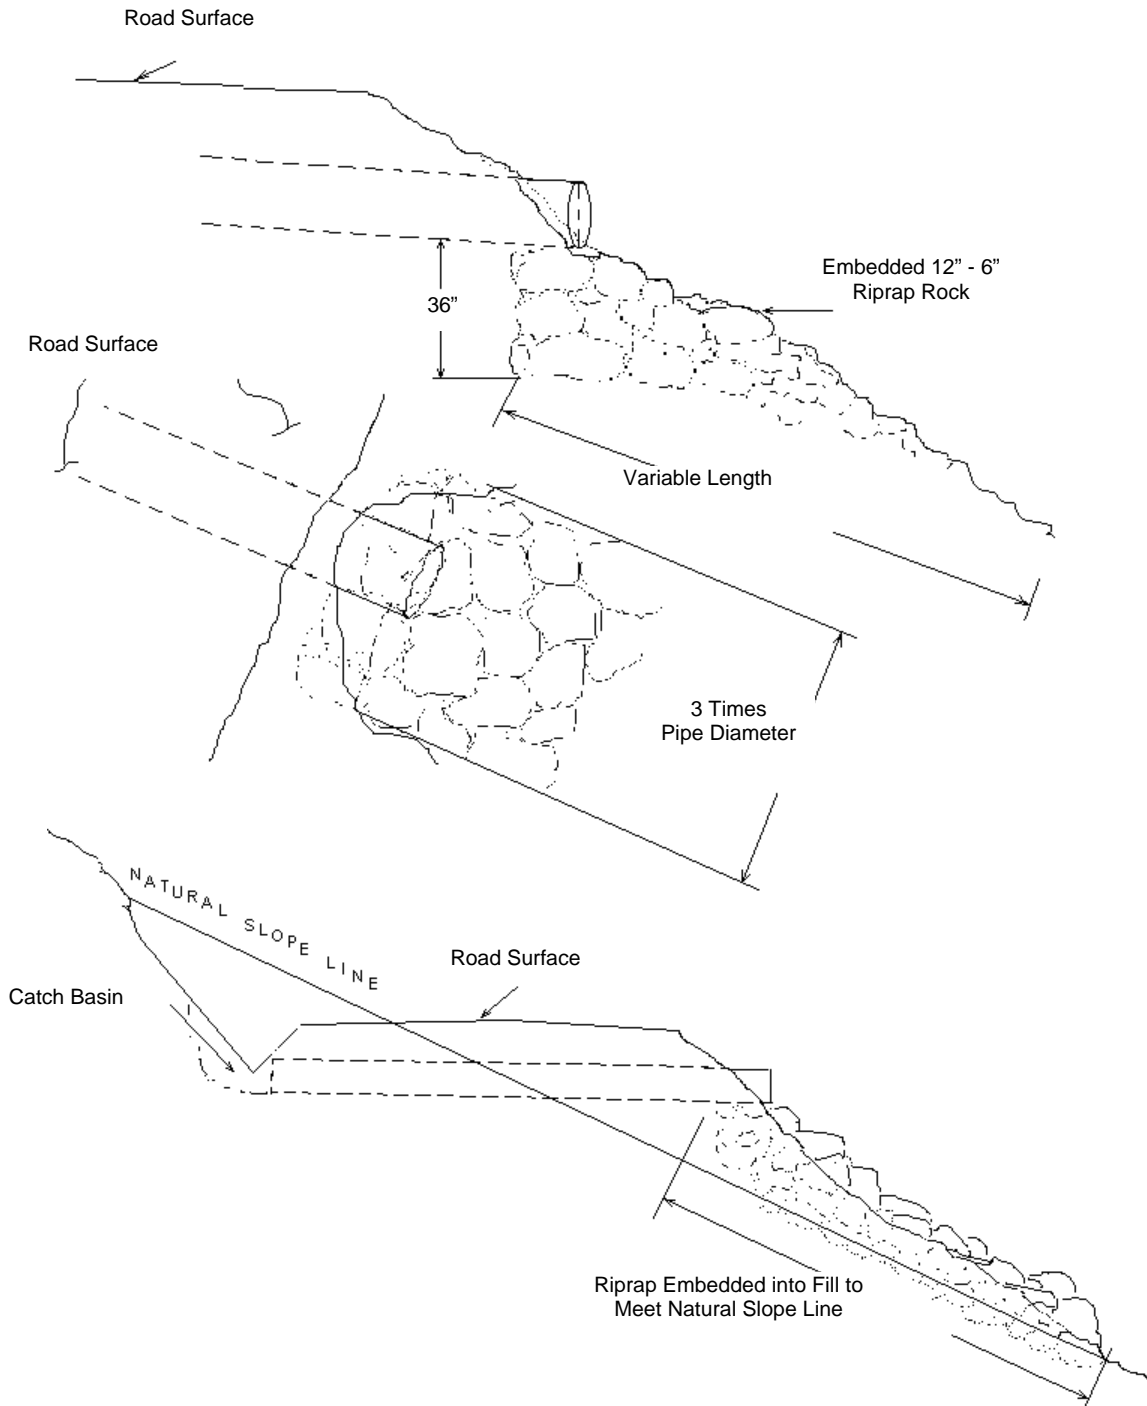 Road Surface
Embedded 12” - 6”
Riprap Rock
36”
Road Surface
Variable Length
3 Times
Pipe Diameter
NATURAL SLOPE LINE
Road Surface
Catch Basin
Riprap Embedded into Fill to
Meet Natural Slope Line